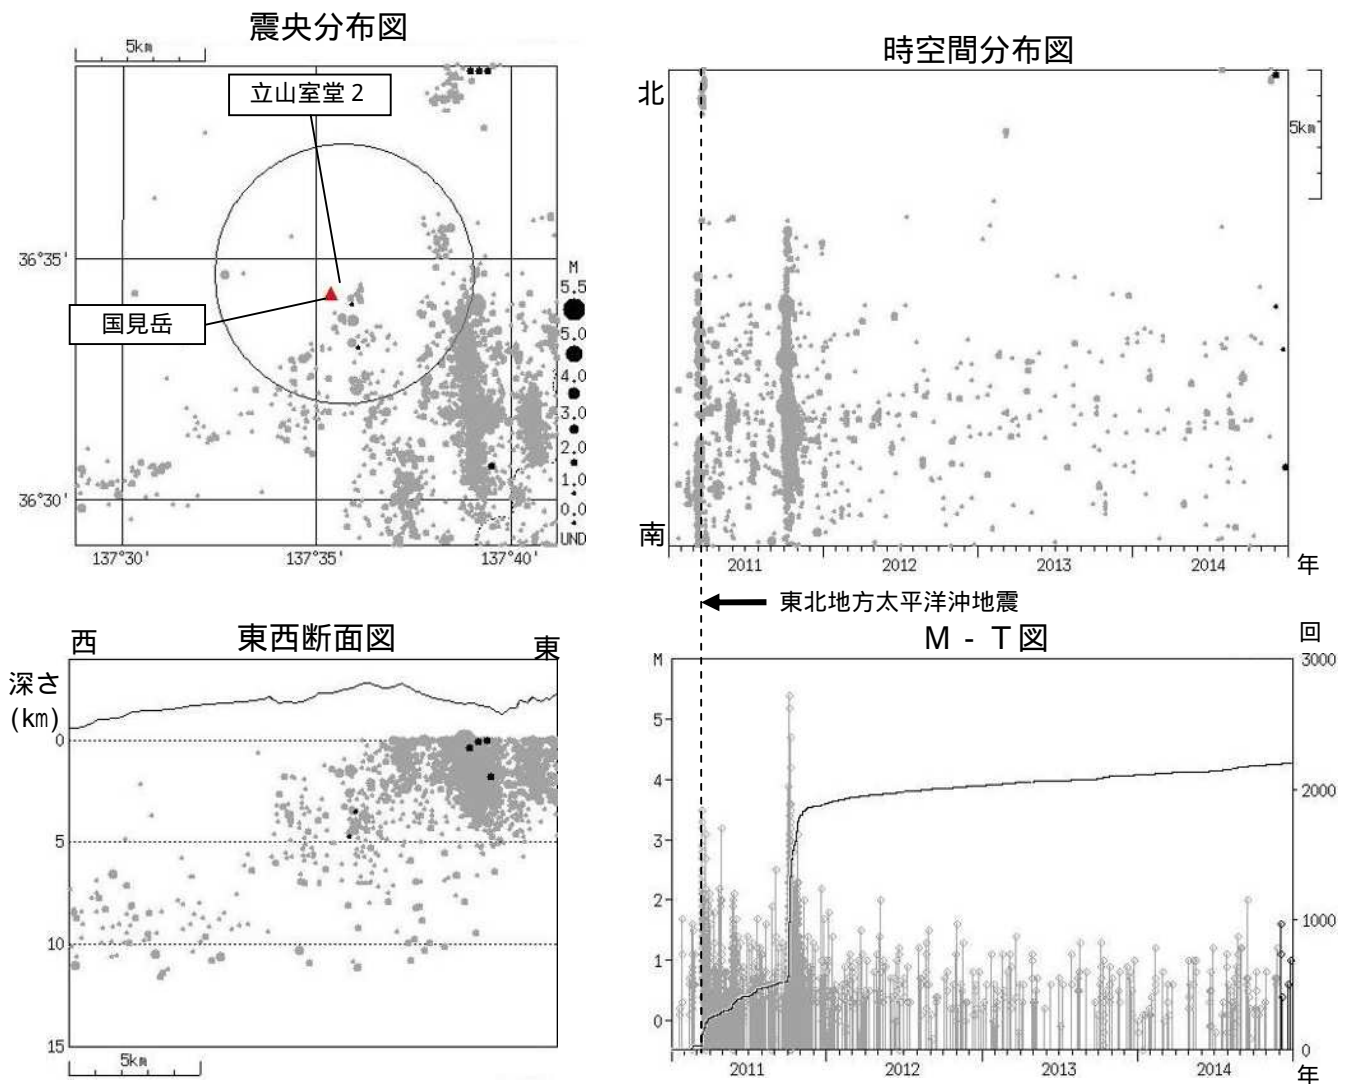 震央分布図
5km
立山室堂2
36°35'
国見岳
36°30'
137°30'
137°35'
137°40'
M
5.5
5.0
4.0
3.0
2.0
1.0
0.0
UND
時空間分布図
北
5km
南
2011
2012
2013
2014
年
東北地方太平洋沖地震
東西断面図
西
東
深さ
(km)
0
5
10
15
5km
M-T図
回
M
5
4
3
2
1
0
3000
2000
1000
0
2011
2012
2013
2014
年